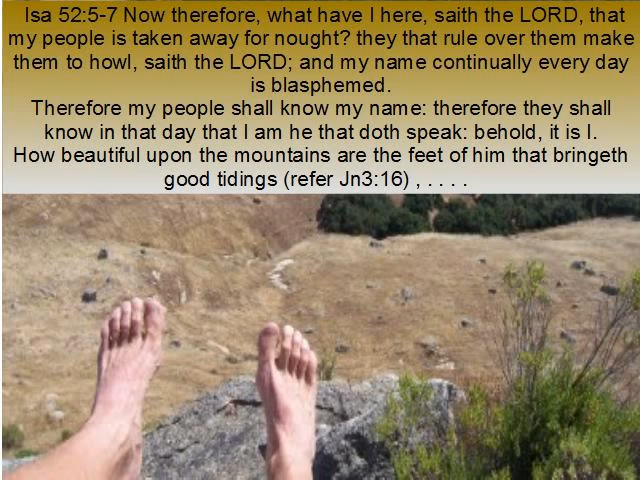 Isa 52:5-7 Now therefore, what have I here, saith the LORD, that
my people is taken away for nought? they that rule over them make
them to howl, saith the LORD; and my name continually every day
is blasphemed.
Therefore my people shall know my name: therefore they shall
know in that day that I am he that doth speak: behold, it is I.
How beautiful upon the mountains are the feet of him that bringeth
good tidings (refer Jn3:16) , . . . .